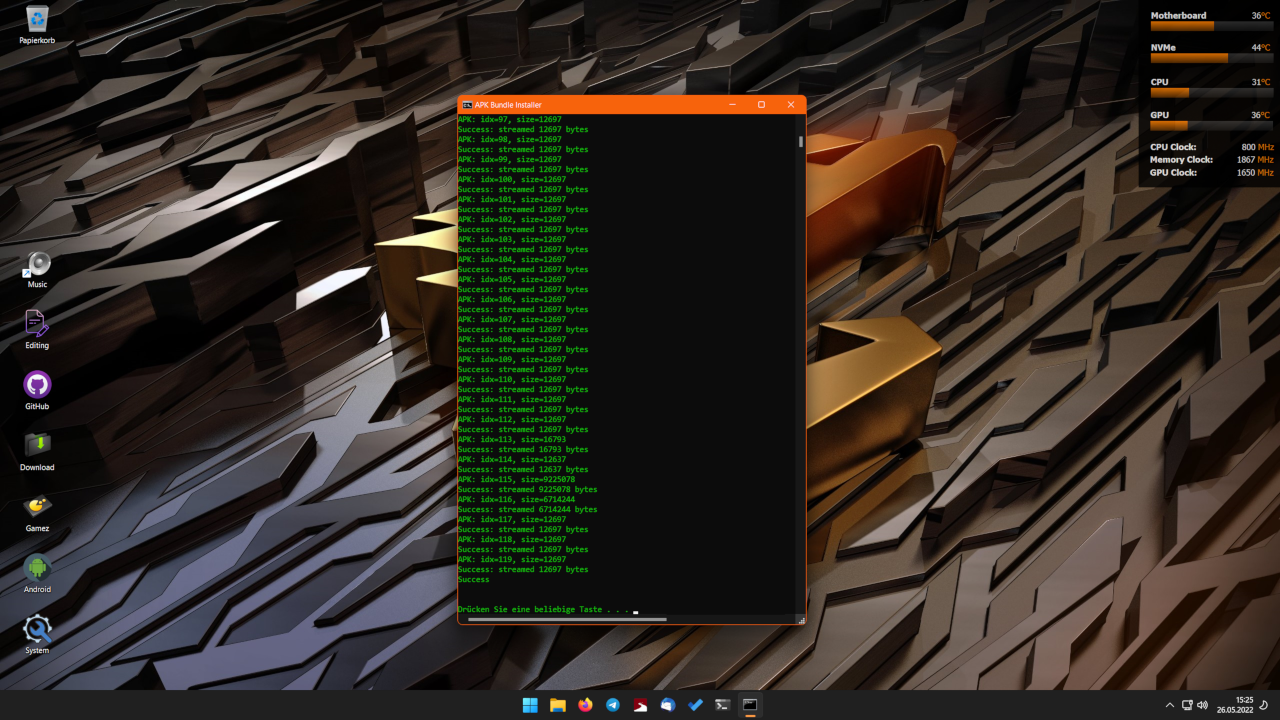 Papierkorb
Music
Editing
GitHub
Download
Gamez
Android
System
APK Bundle Installer
APK: idx=97, size=12697
Success: streamed 12697 bytes
APK: idx=98, size=12697
Success: streamed 12697 bytes
APK: idx=99, size=12697
Success: streamed 12697 bytes
APK: idx=100, size=12697
Success: streamed 12697 bytes
APK: idx=101, size=12697
Success: streamed 12697 bytes
APK: idx=102, size=12697
Success: streamed 12697 bytes
APK: idx=103, size=12697
Success: streamed 12697 bytes
APK: idx=104, size=12697
Success: streamed 12697 bytes
APK: idx=105, size=12697
Success: streamed 12697 bytes
APK: idx=106, size=12697
Success: streamed 12697 bytes
APK: idx=107, size=12697
Success: streamed 12697 bytes
APK: idx=108, size=12697
Success: streamed 12697 bytes
APK: idx=109, size=12697
Success: streamed 12697 bytes
APK: idx=110, size=12697
Success: streamed 12697 bytes
APK: idx=111, size=12697
Success: streamed 12697 bytes
APK: idx=112, size=12697
Success: streamed 12697 bytes
APK: idx=113, size=16793
Success: streamed 16793 bytes
APK: idx=114, size=12637
Success: streamed 12637 bytes
APK: idx=115, size=9225078
Success: streamed 9225078 bytes
APK: idx=116, size=6714244
Success: streamed 6714244 bytes
APK: idx=117, size=12697
Success: streamed 12697 bytes
APK: idx=118, size=12697
Success: streamed 12697 bytes
APK: idx=119, size=12697
Success: streamed 12697 bytes
Success
Drücken Sie eine beliebige Taste . . .
Motherboard 36°C
NVMe 44°C
CPU 31°C
GPU 36°C
CPU Clock: 800 MHz
Memory Clock: 1867 MHz
GPU Clock: 1650 MHz
15:25
26.05.2022